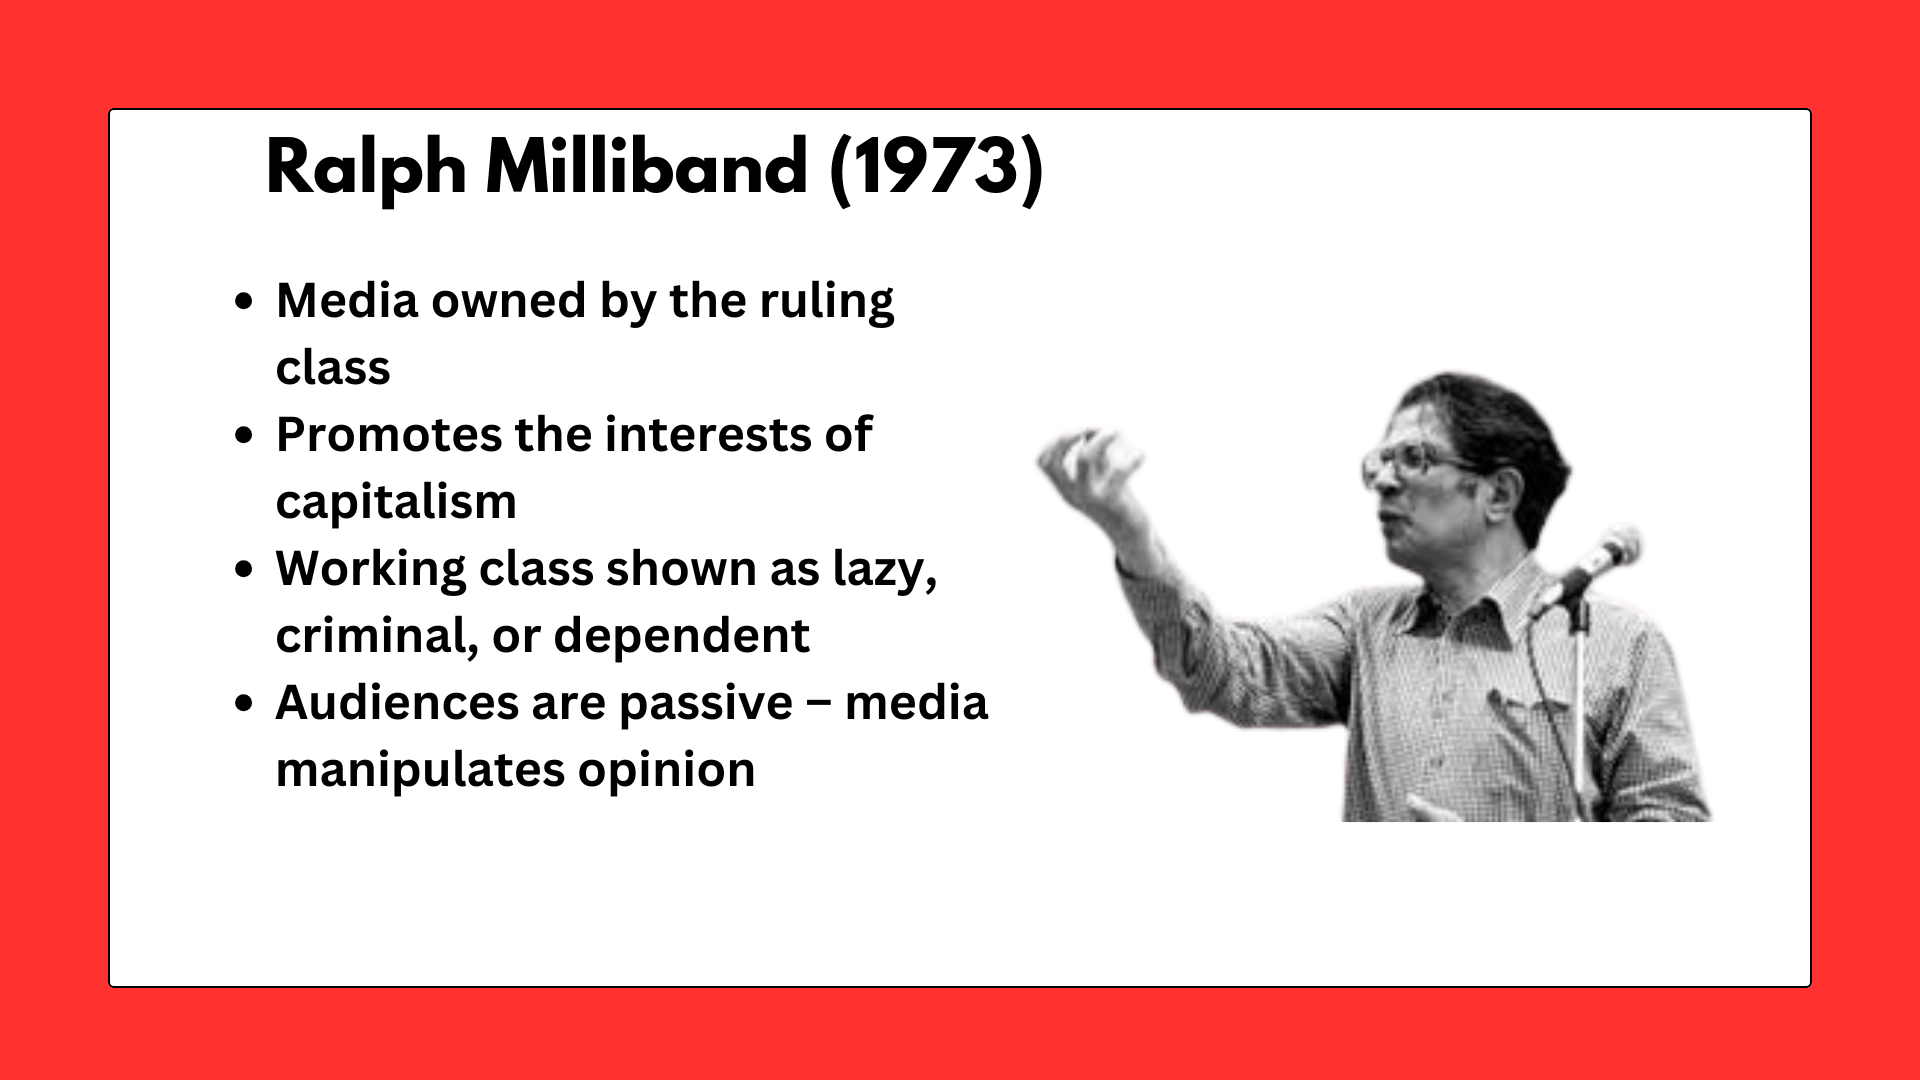 Ralph Milliband (1973)
• Media owned by the ruling
class
• Promotes the interests of
capitalism
• Working class shown as lazy,
criminal, or dependent
• Audiences are passive – media
manipulates opinion